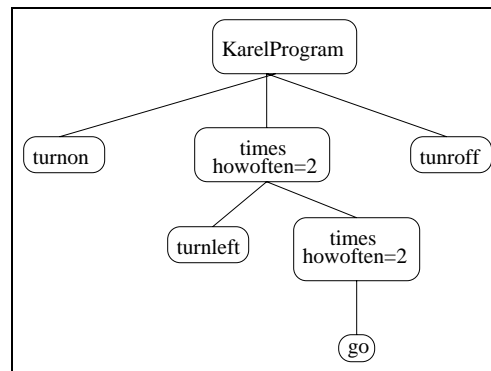 KarelProgram
turnon
times
howoften=2
tunroff
turnleft
times
howoften=2
go